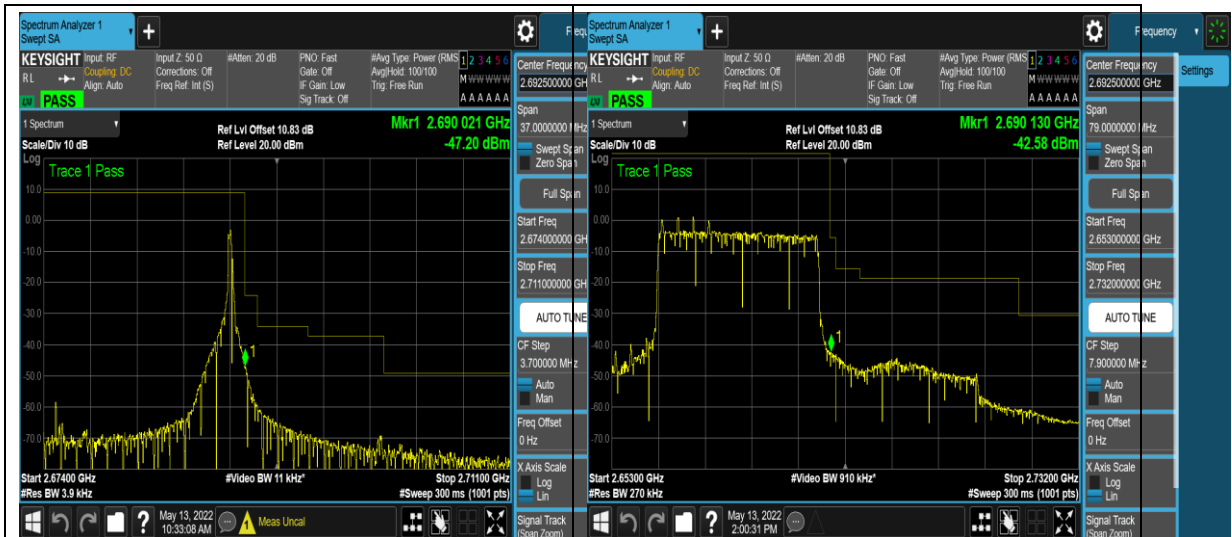 Spectrum Analyzer 1
Swept SA
+
KEYSIGHT
RL
PASS
Input: RF
Coupling: DC
Align: Auto
Input Z: 50 Ω
Corrections: Off
Freq Ref: Int (S)
#Atten: 20 dB
PNO: Fast
Gate: Off
IF Gain: Low
Sig Track: Off
#Avg Type: Power (RMS
Avg|Hold: 100/100
Trig: Free Run
1 2 3 4 5 6
M W W W W W
A A A A A A
1 Spectrum
Scale/Div 10 dB
Log
Ref Lvl Offset 10.83 dB
Ref Level 20.00 dBm
Mkr1 2.690 021 GHz
-47.20 dBm
Trace 1 Pass
10.0
0.00
-10.0
-20.0
-30.0
-40.0
-50.0
-60.0
-70.0
1
Start 2.67400 GHz
#Res BW 3.9 kHz
#Video BW 11 kHz*
Stop 2.71100 GHz
#Sweep 300 ms (1001 pts)
?
May 13, 2022
10:33:08 AM
Meas Uncal
Center Frequency
2.692500000 GH
Span
37.0000000 MHz
Swept Span
Zero Span
Full Span
Start Freq
2.674000000 GH
Stop Freq
2.711000000 GH
AUTO TUNE
CF Step
3.700000 MHz
Auto
Man
Freq Offset
0 Hz
X Axis Scale
Log
Lin
Signal Track
(Span Zoom)
Spectrum Analyzer 1
Swept SA
+
Frequency
KEYSIGHT
RL
PASS
Input: RF
Coupling: DC
Align: Auto
Input Z: 50 Ω
Corrections: Off
Freq Ref: Int (S)
#Atten: 20 dB
PNO: Fast
Gate: Off
IF Gain: Low
Sig Track: Off
#Avg Type: Power (RMS
Avg|Hold: 100/100
Trig: Free Run
1 2 3 4 5 6
M W W W W W
A A A A A A
1 Spectrum
Scale/Div 10 dB
Log
Ref Lvl Offset 10.83 dB
Ref Level 20.00 dBm
Mkr1 2.690 130 GHz
-42.58 dBm
Trace 1 Pass
10.0
0.00
-10.0
-20.0
-30.0
-40.0
-50.0
-60.0
-70.0
1
Start 2.65300 GHz
#Res BW 270 kHz
#Video BW 910 kHz*
Stop 2.73200 GHz
#Sweep 300 ms (1001 pts)
?
May 13, 2022
2:00:31 PM
Center Frequency
2.692500000 GHz
Settings
Span
79.0000000 MHz
Swept Span
Zero Span
Full Span
Start Freq
2.653000000 GHz
Stop Freq
2.732000000 GHz
AUTO TUNE
CF Step
7.900000 MHz
Auto
Man
Freq Offset
0 Hz
X Axis Scale
Log
Lin
Signal Track
(Span Zoom)